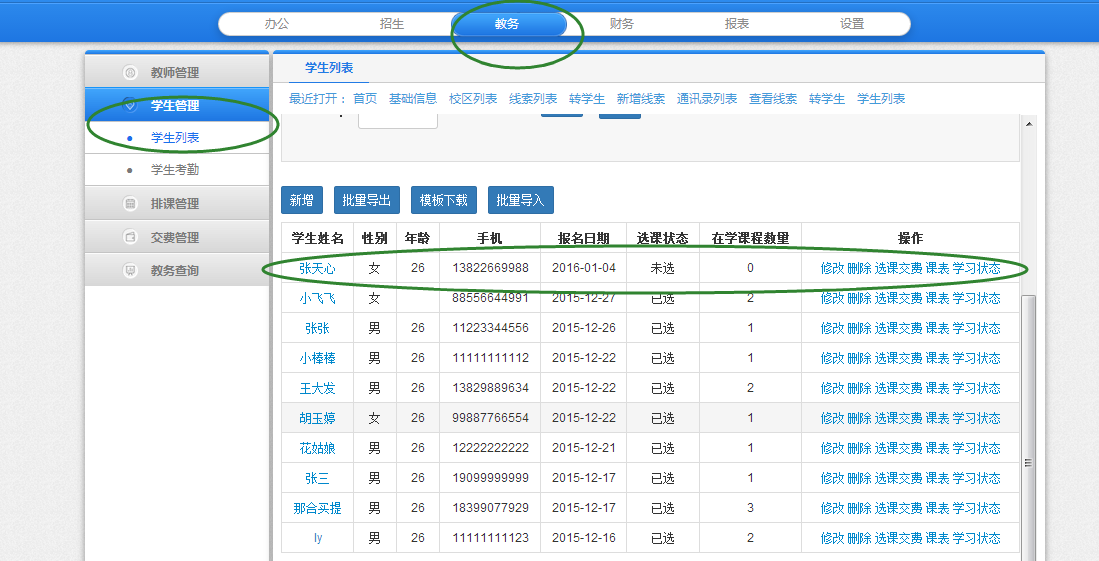 办公 招生 教务 财务 报表 设置
教师管理
学生管理
学生列表
学生考勤
排课管理
交费管理
教务查询
学生列表
最近打开： 首页 基础信息 校区列表 线索列表 转学生 新增线索 通讯录列表 查看线索 转学生 学生列表
新增 批量导出 模板下载 批量导入
学生姓名 性别 年龄 手机 报名日期 选课状态 在学课程数量 操作
张天心 女 26 13822669988 2016-01-04 未选 0 修改 删除 选课交费 课表 学习状态
小飞飞 女 88556644991 2015-12-27 已选 2 修改 删除 选课交费 课表 学习状态
张张 男 26 11223344556 2015-12-26 已选 1 修改 删除 选课交费 课表 学习状态
小棒棒 男 26 11111111112 2015-12-22 已选 1 修改 删除 选课交费 课表 学习状态
王大发 男 26 13829889634 2015-12-22 已选 2 修改 删除 选课交费 课表 学习状态
胡玉婷 女 26 99887766554 2015-12-22 已选 1 修改 删除 选课交费 课表 学习状态
花姑娘 男 26 12222222222 2015-12-21 已选 1 修改 删除 选课交费 课表 学习状态
张三 男 26 19099999999 2015-12-17 已选 1 修改 删除 选课交费 课表 学习状态
那合买提 男 26 18399077929 2015-12-17 已选 3 修改 删除 选课交费 课表 学习状态
ly 男 26 11111111123 2015-12-16 已选 2 修改 删除 选课交费 课表 学习状态